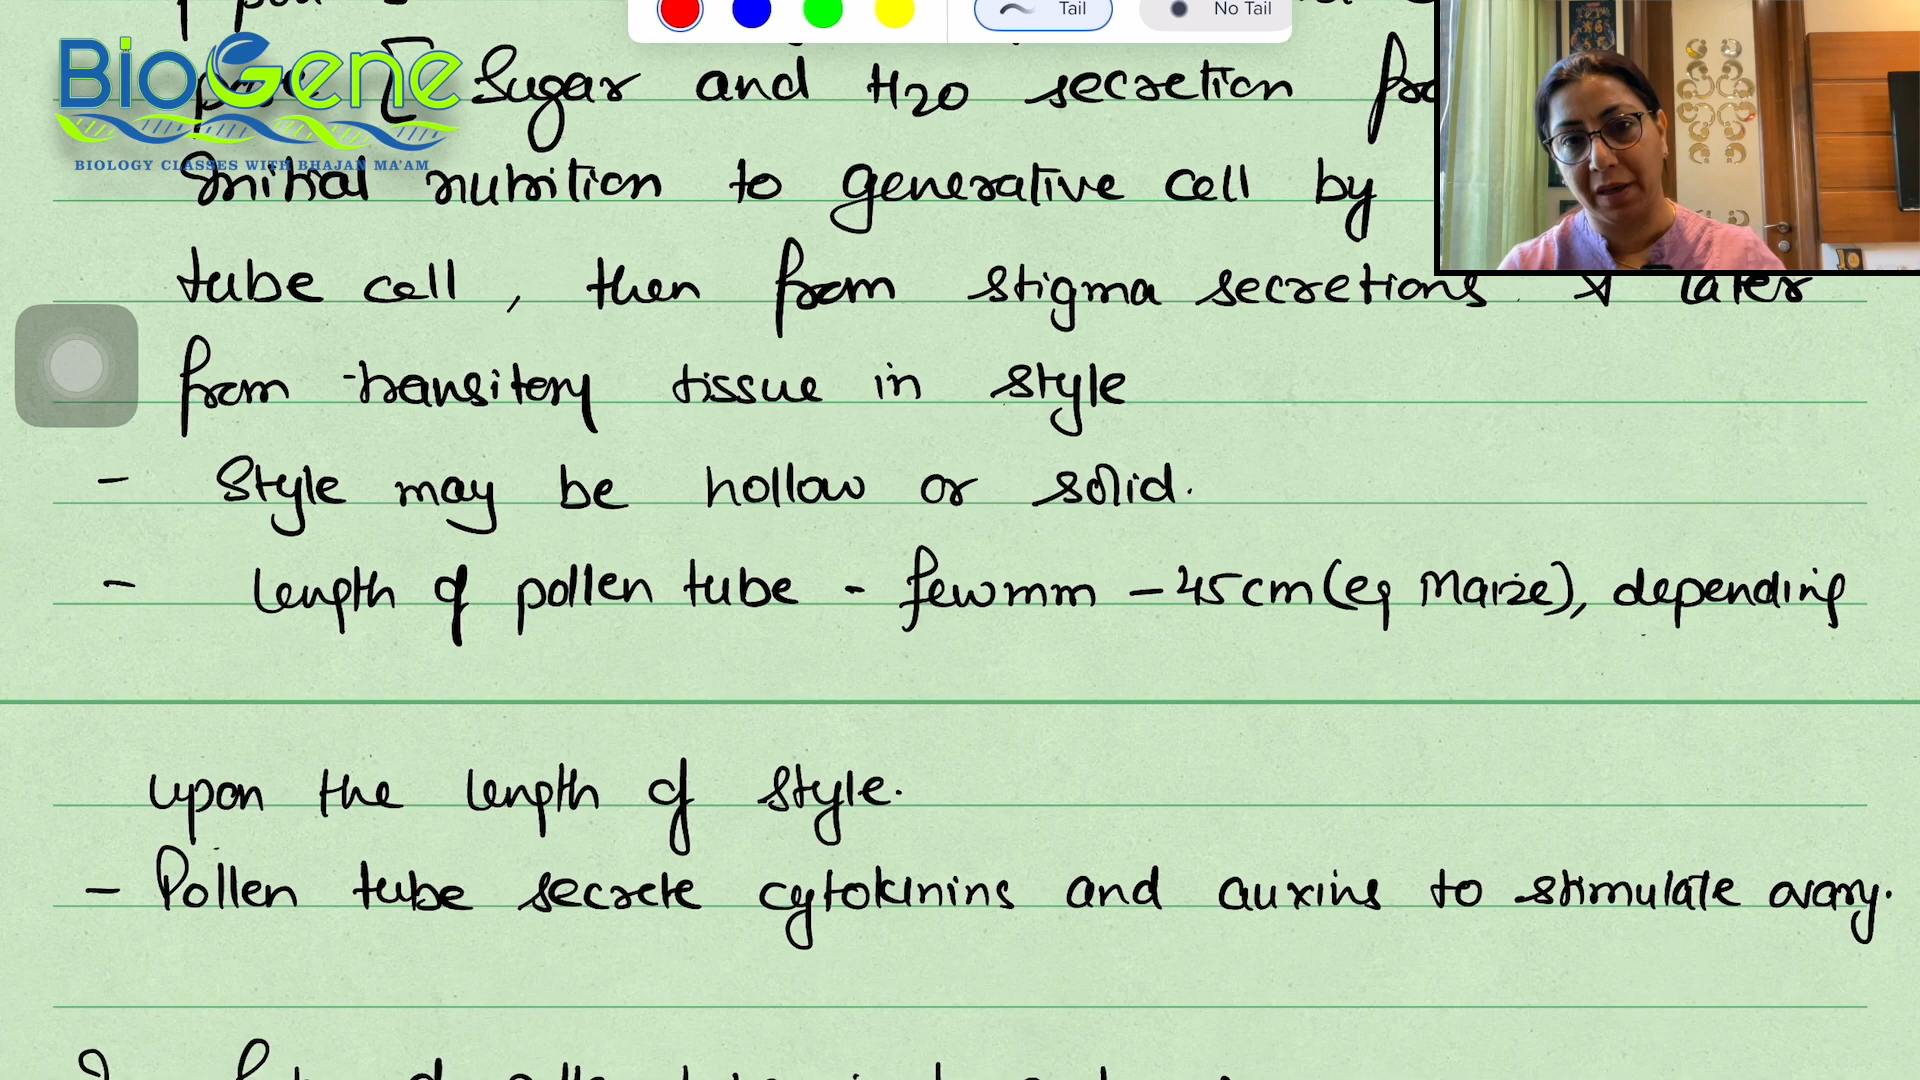 Tail
No Tail
BioGene
BIOLOGY CLASSES WITH BHAJAN MA'AM
Sugar and H2O secretion
Initial nutrition to generative cell by
tube cell, then from stigma secretions & later
from transitory tissue in style
- Style may be hollow or solid.
- length of pollen tube - few mm - 45 cm (eg Maize), depending
upon the length of style.
- Pollen tube secrete cytokinins and auxins to stimulate ovary.